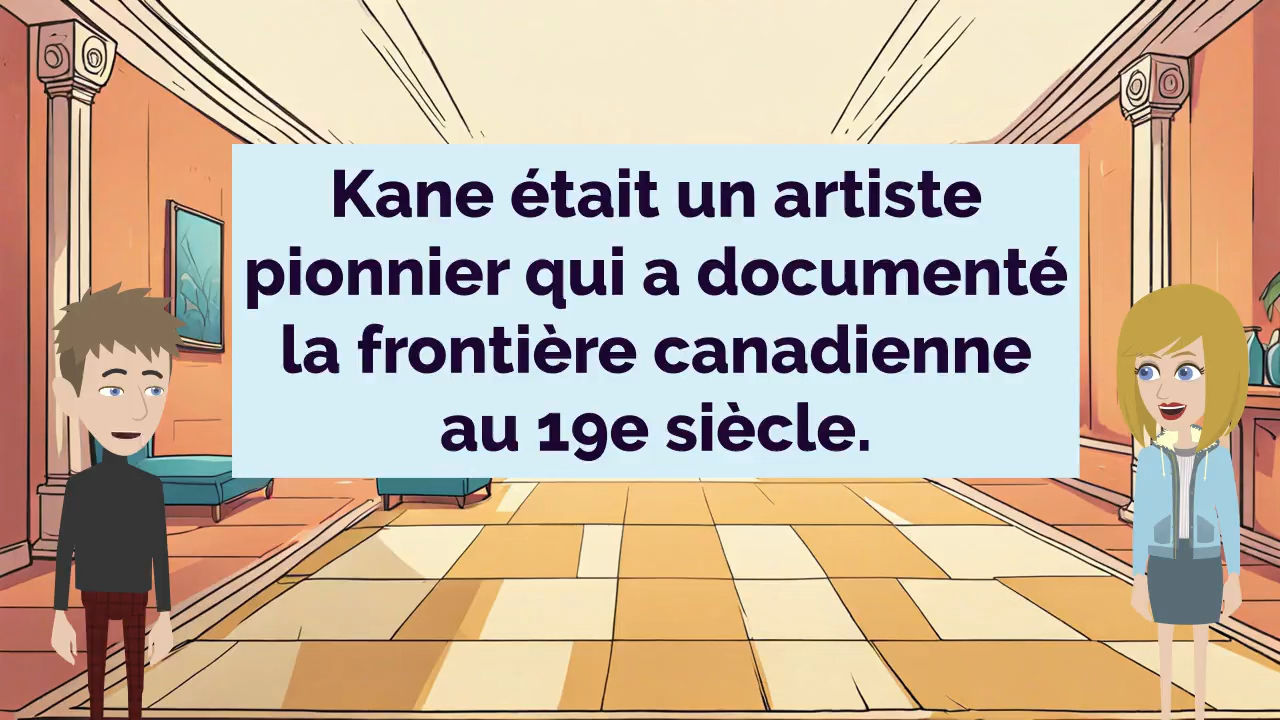 Kane était un artiste
pionnier qui a documenté
la frontière canadienne
au 19e siècle.